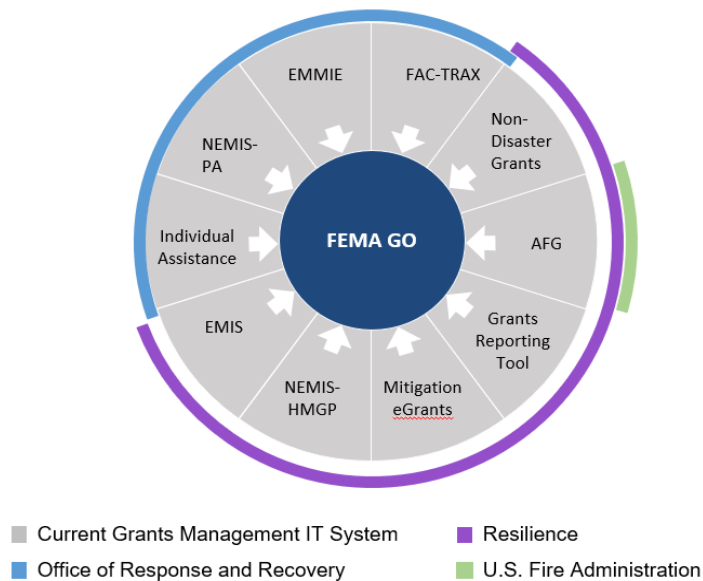 EMMIE
FAC-TRAX
NEMIS-
PA
Non-
Disaster
Grants
Individual
Assistance
FEMA GO
AFG
EMIS
Grants
Reporting
Tool
NEMIS-
HMGP
Mitigation
eGrants
Current Grants Management IT System
Resilience
Office of Response and Recovery
U.S. Fire Administration